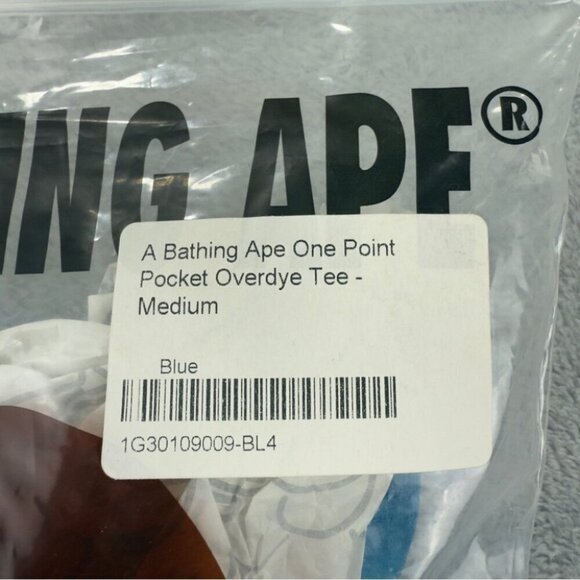 ING APE®
A Bathing Ape One Point
Pocket Overdye Tee -
Medium
Blue
1G30109009-BL4